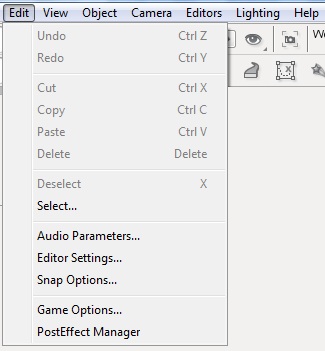 Edit View Object Camera Editors Lighting Help
Undo Ctrl Z
Redo Ctrl Y
Cut Ctrl X
Copy Ctrl C
Paste Ctrl V
Delete Delete
Deselect X
Select...
Audio Parameters...
Editor Settings...
Snap Options...
Game Options...
PostEffect Manager